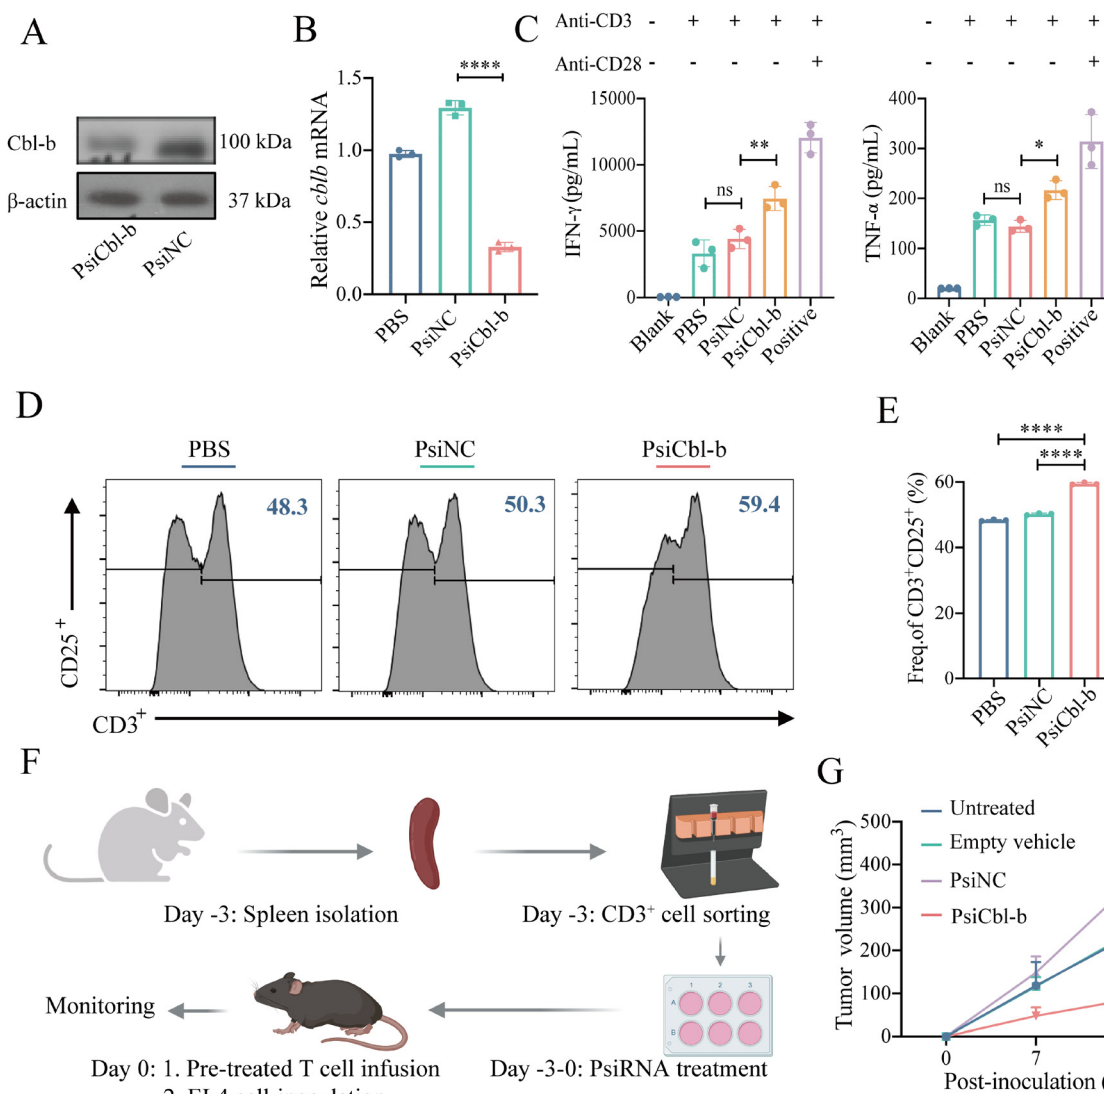 A
Cbl-b
100 kDa
β-actin
37 kDa
PsiCbl-b
PsiNC
B
Relative cblb mRNA
1.5
1.0
0.5
0.0
****
PBS
PsiNC
PsiCbl-b
C
Anti-CD3 - + + + +
Anti-CD28 - - - - +
IFN-γ (pg/mL)
15000
10000
5000
0
ns
**
Blank
PBS
PsiNC
PsiCbl-b
Positive
- + + + +
- - - - +
TNF-α (pg/mL)
400
300
200
100
0
ns
*
Blank
PBS
PsiNC
PsiCbl-b
Positive
D
PBS
PsiNC
PsiCbl-b
48.3
50.3
59.4
CD25+
CD3+
E
****
****
Freq.of CD3+CD25+ (%)
60
40
20
0
PBS
PsiNC
PsiCbl-b
F
Day -3: Spleen isolation
Day -3: CD3+ cell sorting
1 2 3
A
B
Monitoring
Day 0: 1. Pre-treated T cell infusion
Day -3-0: PsiRNA treatment
G
Untreated
Empty vehicle
PsiNC
PsiCbl-b
Tumor volume (mm3)
500
400
300
200
100
0
0
7
Post-inoculation (